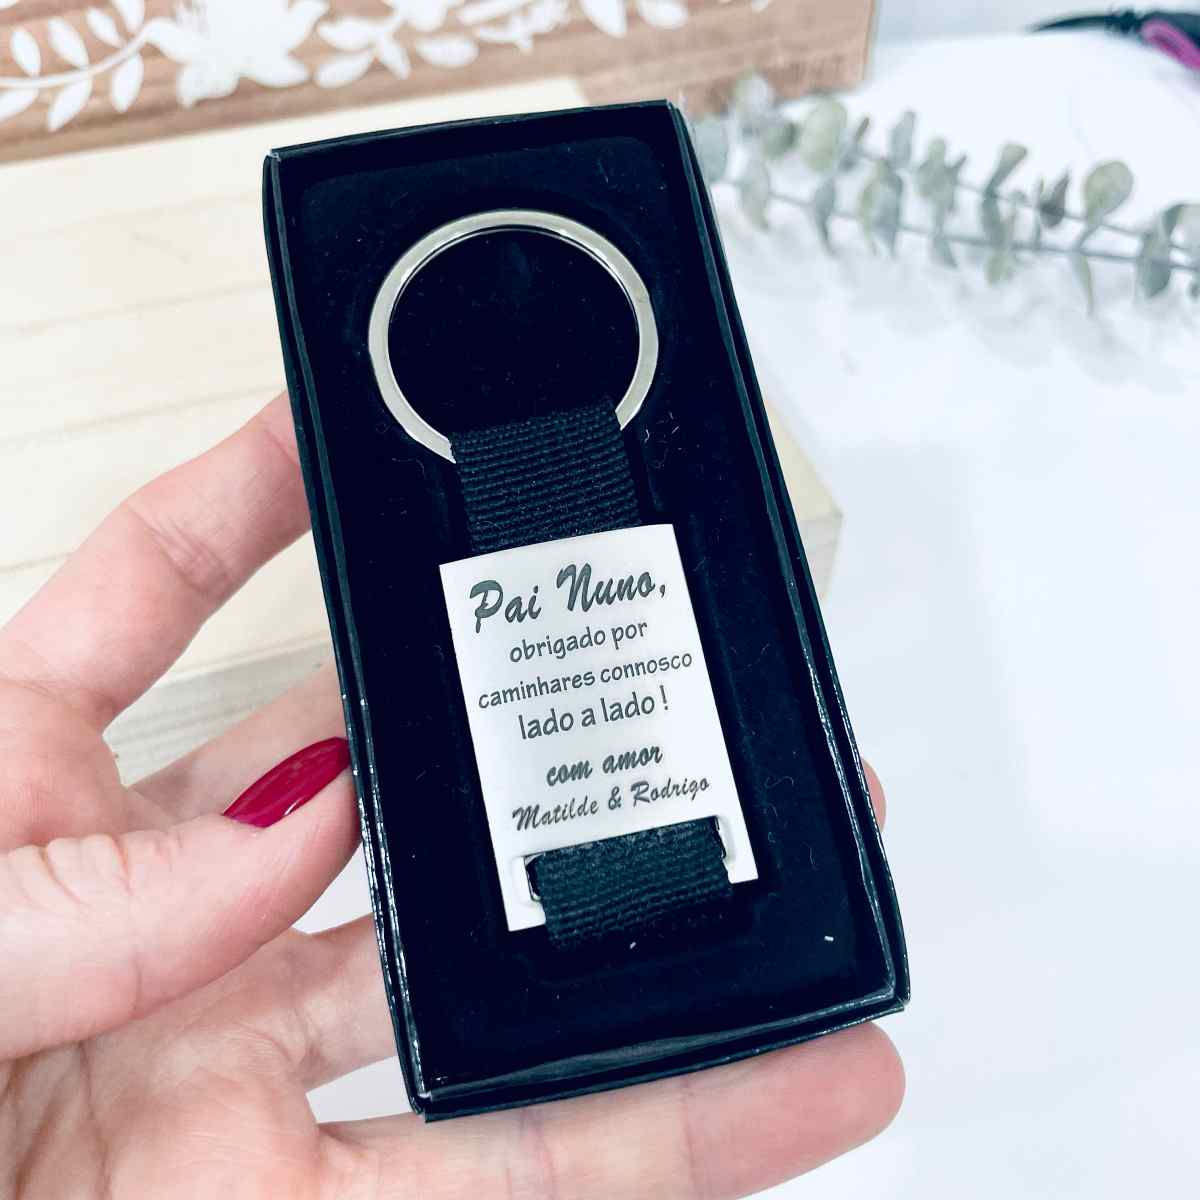 Pai Nuno,
obrigado por
caminhares connosco
lado a lado !
com amor
Matilde & Rodrigo